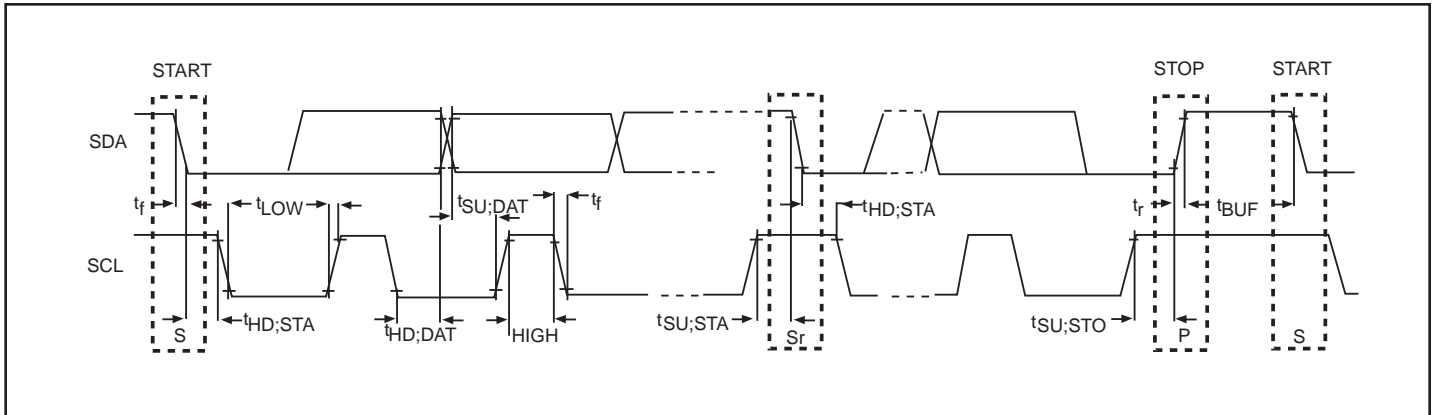 START STOP START
SDA
tf tLOW tSU;DAT tf tHD;STA tr tBUF
SCL
S tHD;STA tHD;DAT HIGH tSU;STA Sr tSU;STO P S